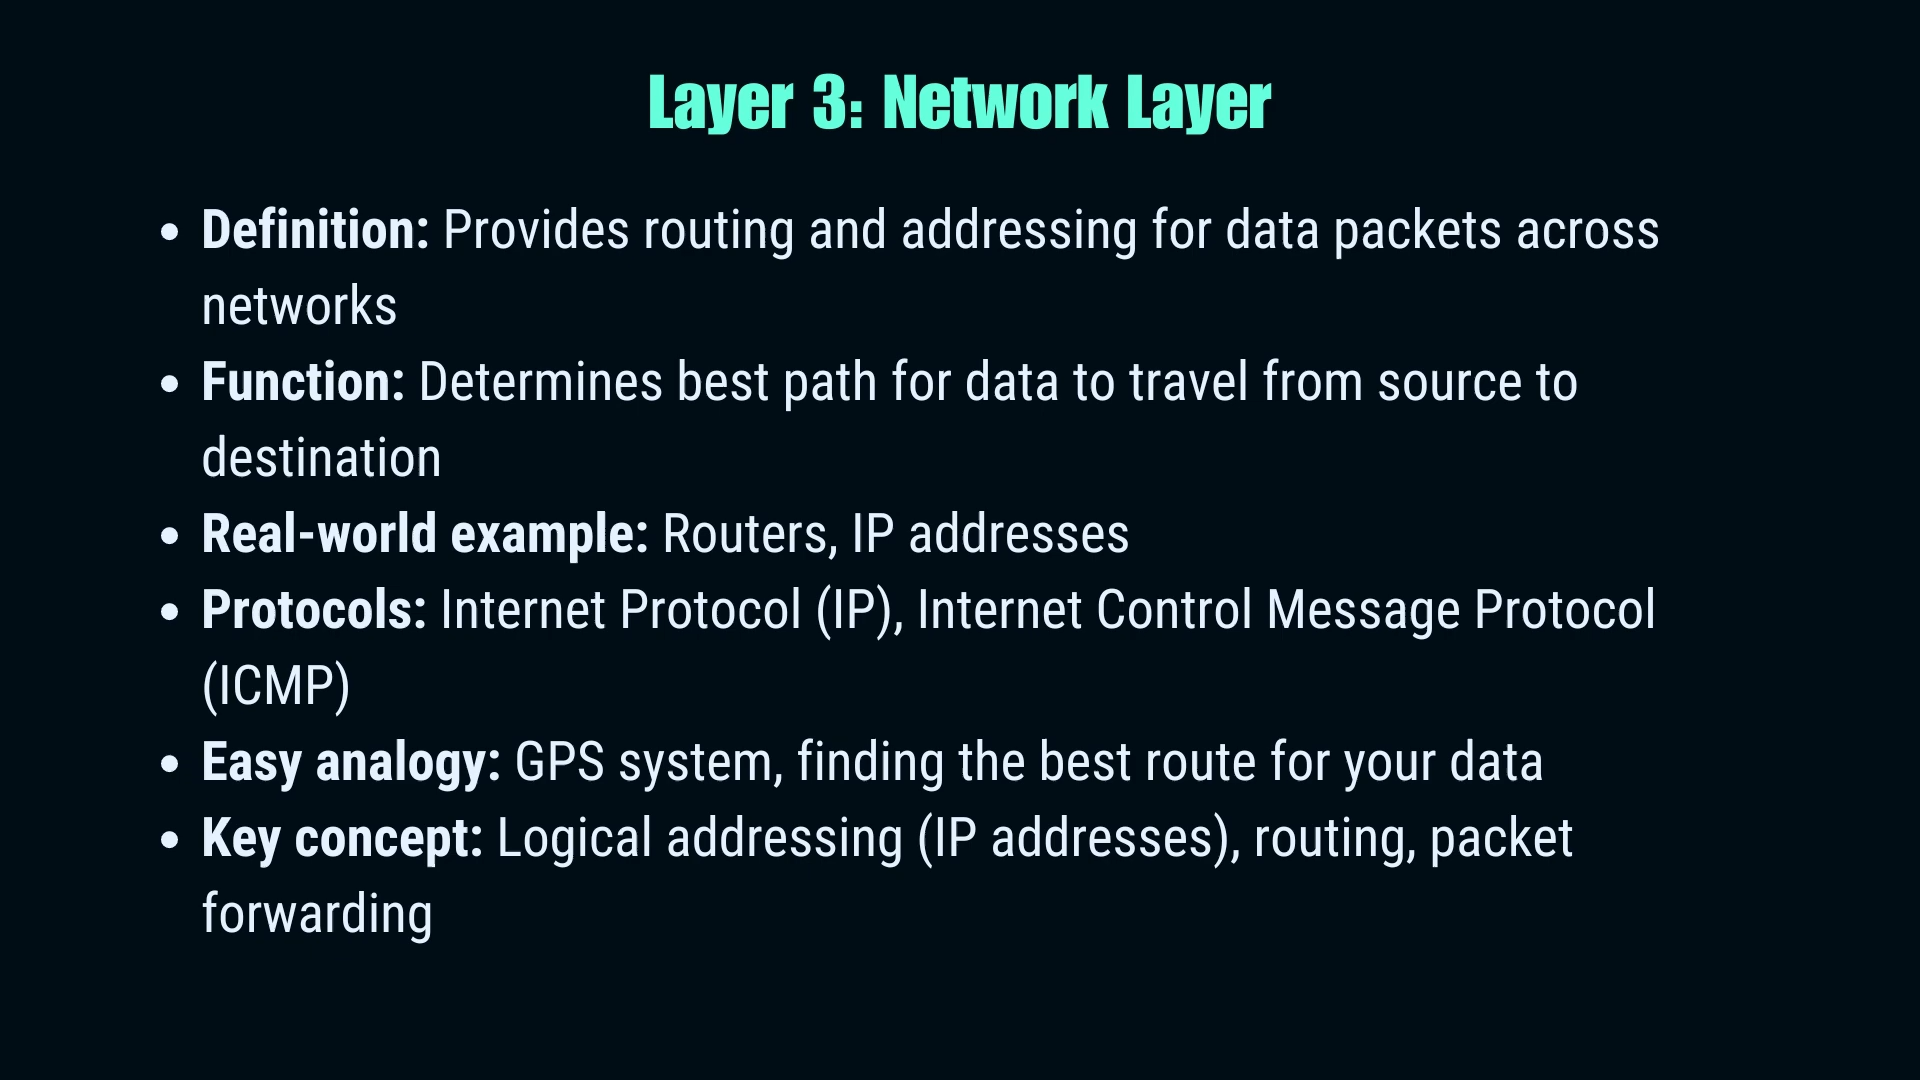 Layer 3: Network Layer
• Definition: Provides routing and addressing for data packets across
networks
• Function: Determines best path for data to travel from source to
destination
• Real-world example: Routers, IP addresses
• Protocols: Internet Protocol (IP), Internet Control Message Protocol
(ICMP)
• Easy analogy: GPS system, finding the best route for your data
• Key concept: Logical addressing (IP addresses), routing, packet
forwarding